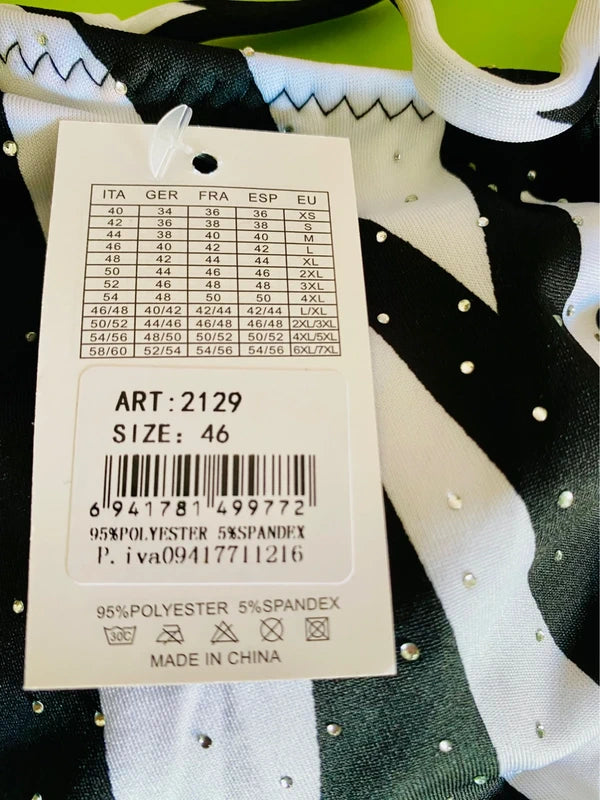 ITA GER FRA ESP EU
40 34 36 36 XS
42 36 38 38 S
44 38 40 40 M
46 40 42 42 L
48 42 44 44 XL
50 44 46 46 2XL
52 46 48 48 3XL
54 48 50 50 4XL
46/48 40/42 42/44 42/44 L/XL
50/52 44/46 46/48 46/48 2XL/3XL
54/56 48/50 50/52 50/52 4XL/5XL
58/60 52/54 54/56 54/56 6XL/7XL
ART:2129
SIZE: 46
6 941781 499772
95%POLYESTER 5%SPANDEX
P. iva09417711216
95%POLYESTER 5%SPANDEX
30C
MADE IN CHINA